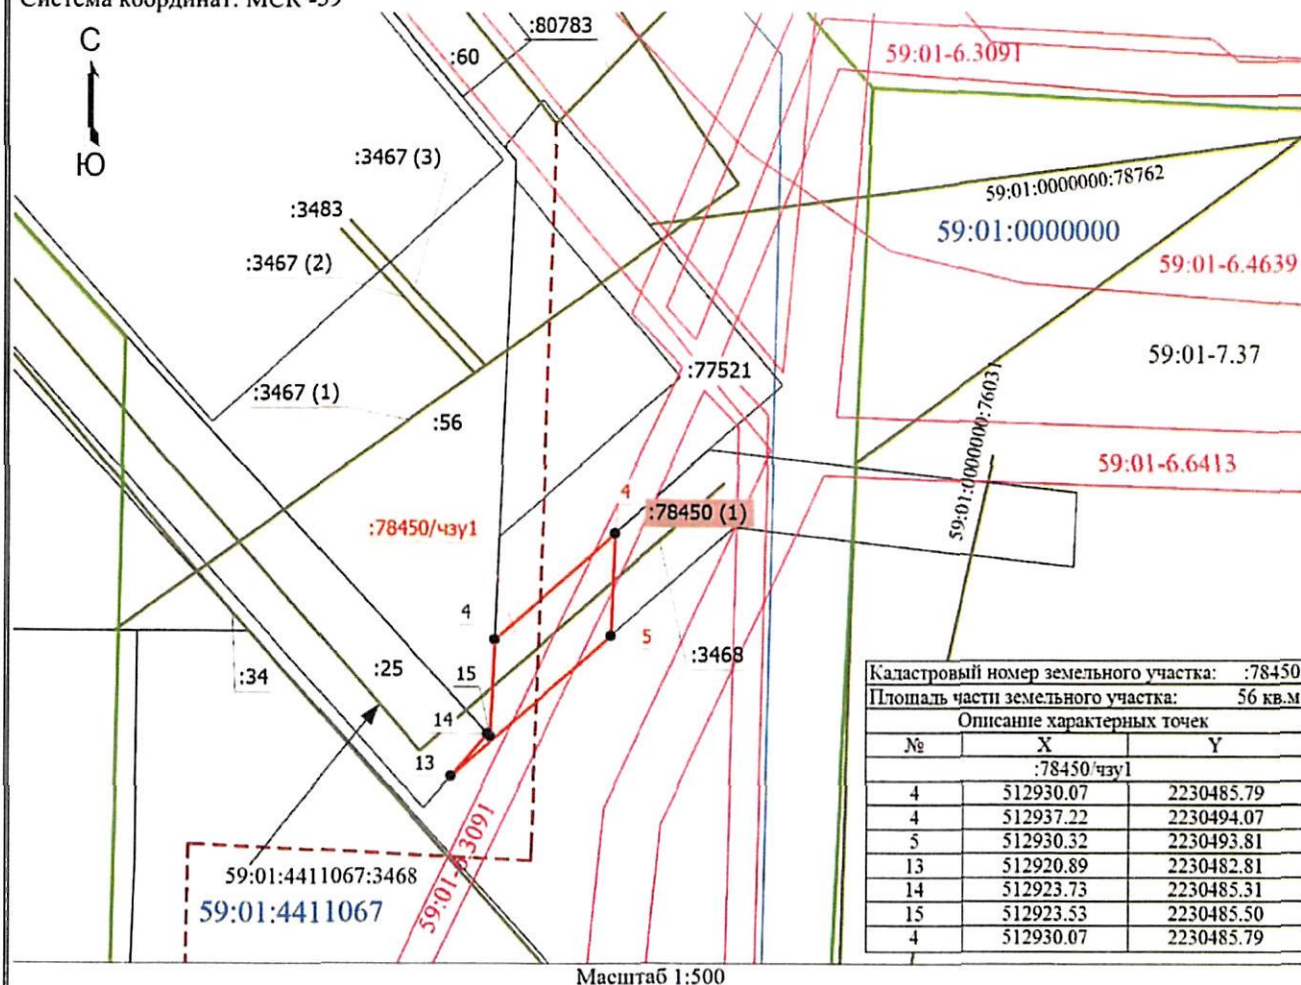 Система координат: МСК -59
С
Ю
:80783
:60
59:01-6.3091
:3467 (3)
59:01:0000000:78762
:3483
59:01:0000000
:3467 (2)
59:01-6.4639
59:01-7.37
:77521
:3467 (1)
:56
59:01:0000000:76031
59:01-6.6413
4
:78450 (1)
:78450/чзу1
4
5
:3468
15
:25
:34
14
13
59:01-6.3091
59:01:4411067:3468
59:01:4411067
Кадастровый номер земельного участка: :78450
Площадь части земельного участка: 56 кв.м
Описание характерных точек
№ X Y
:78450/чзу1
4 512930.07 2230485.79
4 512937.22 2230494.07
5 512930.32 2230493.81
13 512920.89 2230482.81
14 512923.73 2230485.31
15 512923.53 2230485.50
4 512930.07 2230485.79
Масштаб 1:500